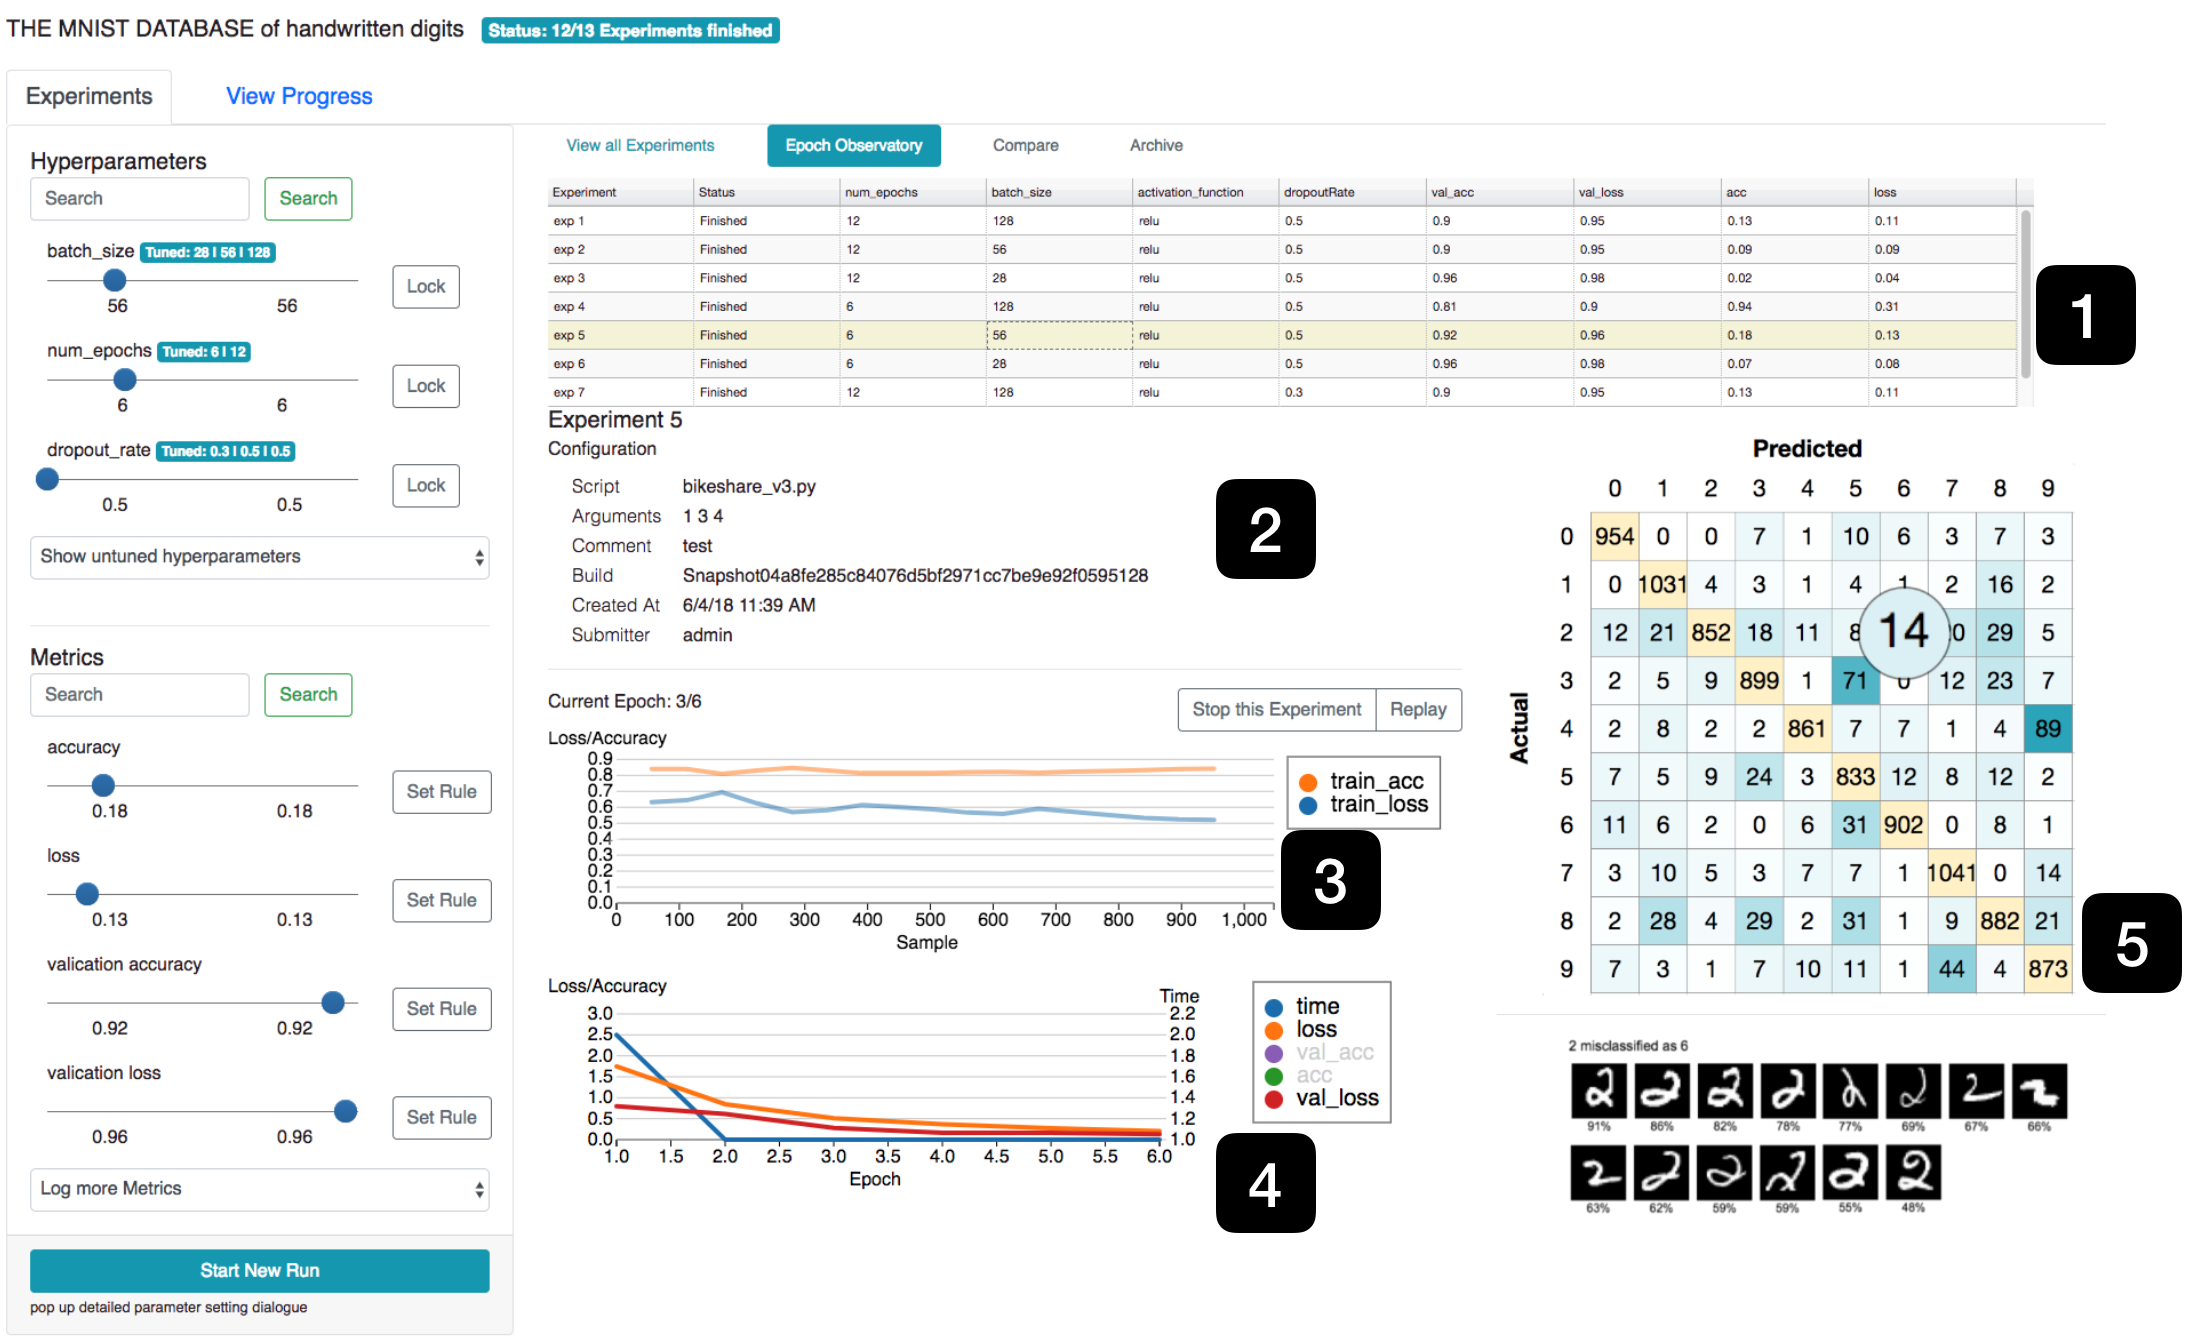 THE MNIST DATABASE of handwritten digits Status: 12/13 Experiments finished
Experiments View Progress
Hyperparameters
Search Search
batch_size Tuned: 28 | 56 | 128
Lock
56 56
num_epochs Tuned: 6 | 12
Lock
6 6
dropout_rate Tuned: 0.3 | 0.5 | 0.5
Lock
0.5 0.5
Show untuned hyperparameters
Metrics
Search Search
accuracy
Set Rule
0.18 0.18
loss
Set Rule
0.13 0.13
valication accuracy
Set Rule
0.92 0.92
valication loss
Set Rule
0.96 0.96
Log more Metrics
Start New Run
pop up detailed parameter setting dialogue
View all Experiments Epoch Observatory Compare Archive
Experiment Status num_epochs batch_size activation_function dropoutRate val_acc val_loss acc loss
exp 1 Finished 12 128 relu 0.5 0.9 0.95 0.13 0.11
exp 2 Finished 12 56 relu 0.5 0.9 0.95 0.09 0.09
exp 3 Finished 12 28 relu 0.5 0.96 0.98 0.02 0.04
exp 4 Finished 6 128 relu 0.5 0.81 0.9 0.94 0.31
exp 5 Finished 6 56 relu 0.5 0.92 0.96 0.18 0.13
exp 6 Finished 6 28 relu 0.5 0.96 0.98 0.07 0.08
exp 7 Finished 12 128 relu 0.3 0.9 0.95 0.13 0.11
1
Experiment 5
Configuration
Script bikeshare_v3.py
Arguments 1 3 4
Comment test
Build Snapshot04a8fe285c84076d5bf2971cc7be9e92f0595128
Created At 6/4/18 11:39 AM
Submitter admin
2
Current Epoch: 3/6
Stop this Experiment Replay
Loss/Accuracy
0.9
0.8
0.7
0.6
0.5
0.4
0.3
0.2
0.1
0.0
0 100 200 300 400 500 600 700 800 900 1,000
Sample
train_acc
train_loss
3
Loss/Accuracy
Time
3.0
2.5
2.0
1.5
1.0
0.5
0.0
2.2
2.0
1.8
1.6
1.4
1.2
1.0
1.0 1.5 2.0 2.5 3.0 3.5 4.0 4.5 5.0 5.5 6.0
Epoch
time
loss
val_acc
acc
val_loss
4
Predicted
0 1 2 3 4 5 6 7 8 9
Actual
0 954 0 0 7 1 10 6 3 7 3
1 0 1031 4 3 1 4 1 2 16 2
2 12 21 852 18 11 8 14 0 29 5
3 2 5 9 899 1 71 0 12 23 7
4 2 8 2 2 861 7 7 1 4 89
5 7 5 9 24 3 833 12 8 12 2
6 11 6 2 0 6 31 902 0 8 1
7 3 10 5 3 7 7 1 1041 0 14
8 2 28 4 29 2 31 1 9 882 21
9 7 3 1 7 10 11 1 44 4 873
5
2 misclassified as 6
91% 86% 82% 78% 77% 69% 67% 66%
63% 62% 59% 59% 55% 48%